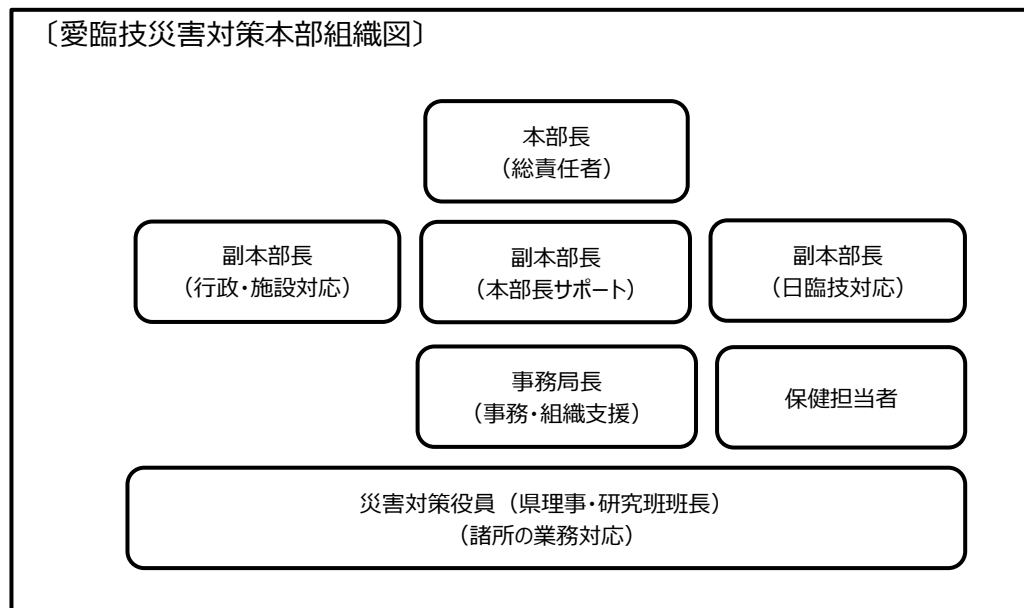 〔愛臨技災害対策本部組織図〕
本部長
（総責任者）
副本部長
（行政・施設対応）
副本部長
（本部長サポート）
副本部長
（日臨技対応）
事務局長
（事務・組織支援）
保健担当者
災害対策役員（県理事・研究班班長）
（諸所の業務対応）